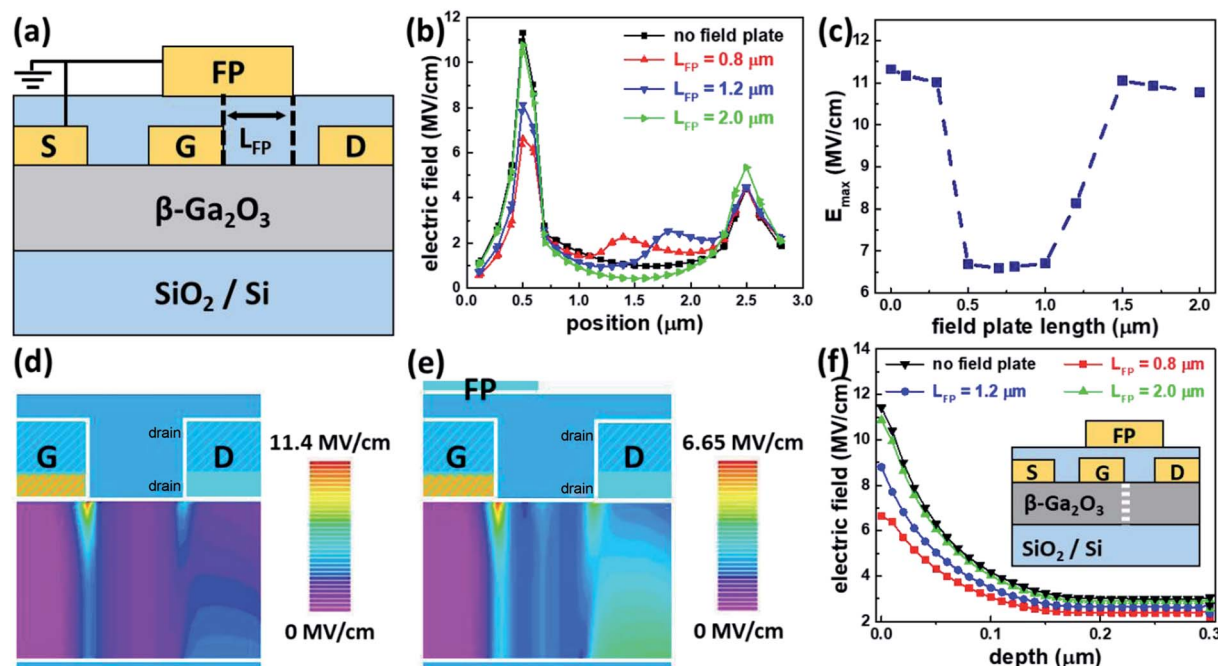 (a)
FP
S
G
L_FP
D
β-Ga₂O₃
SiO₂ / Si
(b)
electric field (MV/cm)
12
10
8
6
4
2
0
no field plate
L_FP = 0.8 μm
L_FP = 1.2 μm
L_FP = 2.0 μm
0.0 0.5 1.0 1.5 2.0 2.5 3.0
position (μm)
(c)
E_max (MV/cm)
12
11
10
9
8
7
6
0.0 0.5 1.0 1.5 2.0
field plate length (μm)
(d)
G
drain
drain
D
11.4 MV/cm
0 MV/cm
(e)
FP
G
drain
drain
D
6.65 MV/cm
0 MV/cm
(f)
electric field (MV/cm)
14
12
10
8
6
4
2
no field plate
L_FP = 0.8 μm
L_FP = 1.2 μm
L_FP = 2.0 μm
FP
S
G
D
β-Ga₂O₃
SiO₂ / Si
0.0 0.1 0.2 0.3
depth (μm)